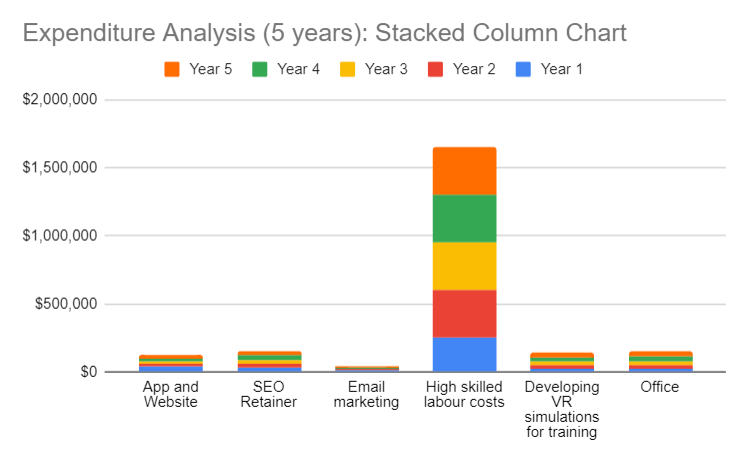 Expenditure Analysis (5 years): Stacked Column Chart
Year 5 Year 4 Year 3 Year 2 Year 1
$2,000,000
$1,500,000
$1,000,000
$500,000
$0
App and
Website
SEO
Retainer
Email
marketing
High skilled
labour costs
Developing
VR
simulations
for training
Office